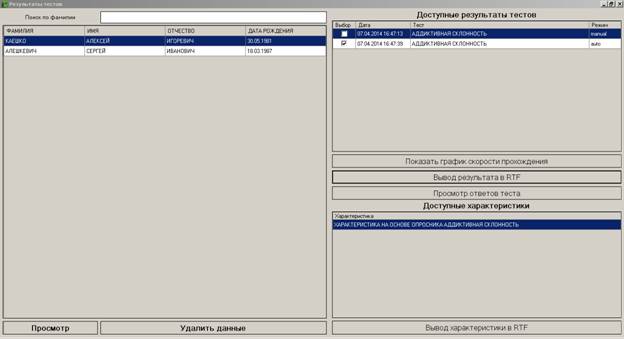 Результаты тестов
Поиск по фамилии
ФАМИЛИЯ ИМЯ ОТЧЕСТВО ДАТА РОЖДЕНИЯ
КАЕШКО АЛЕКСЕЙ ИГОРЕВИЧ 30.05.1981
АЛЕШКЕВИЧ СЕРГЕЙ ИВАНОВИЧ 18.03.1987
Просмотр Удалить данные
Доступные результаты тестов
Выбор Дата Тест Режим
07.04.2014 16:47:13 АДДИКТИВНАЯ СКЛОННОСТЬ manual
07.04.2014 16:47:39 АДДИКТИВНАЯ СКЛОННОСТЬ auto
Показать график скорости прохождения
Вывод результата в RTF
Просмотр ответов теста
Доступные характеристики
Характеристика
ХАРАКТЕРИСТИКА НА ОСНОВЕ ОПРОСНИКА АДДИКТИВНАЯ СКЛОННОСТЬ
Вывод характеристики в RTF